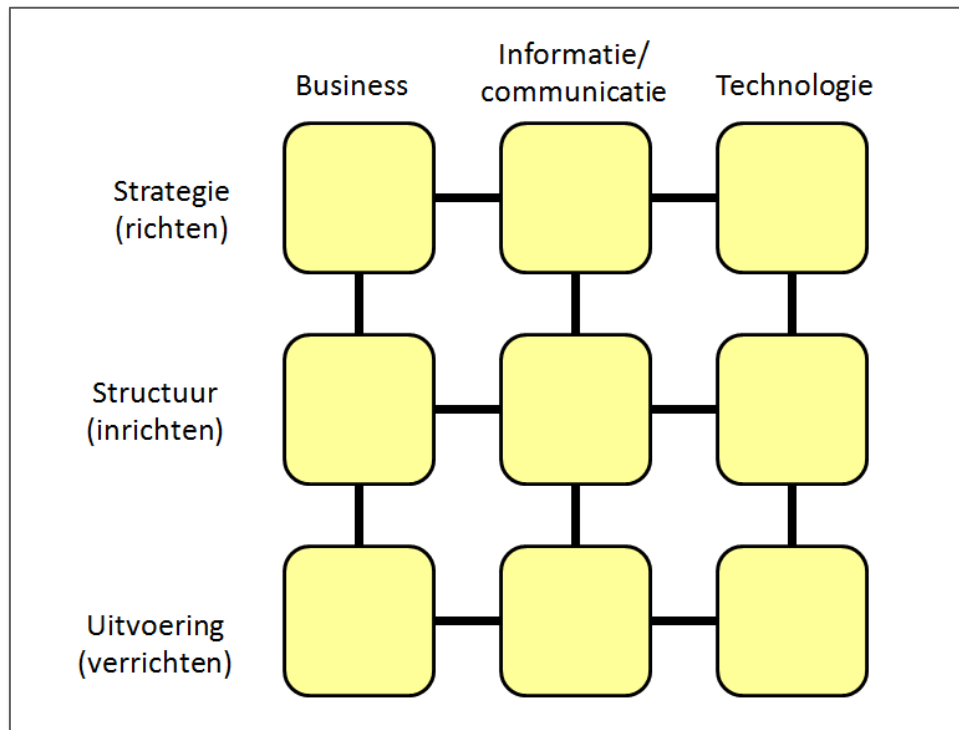 Business
Informatie/
communicatie
Technologie
Strategie
(richten)
Structuur
(inrichten)
Uitvoering
(verrichten)